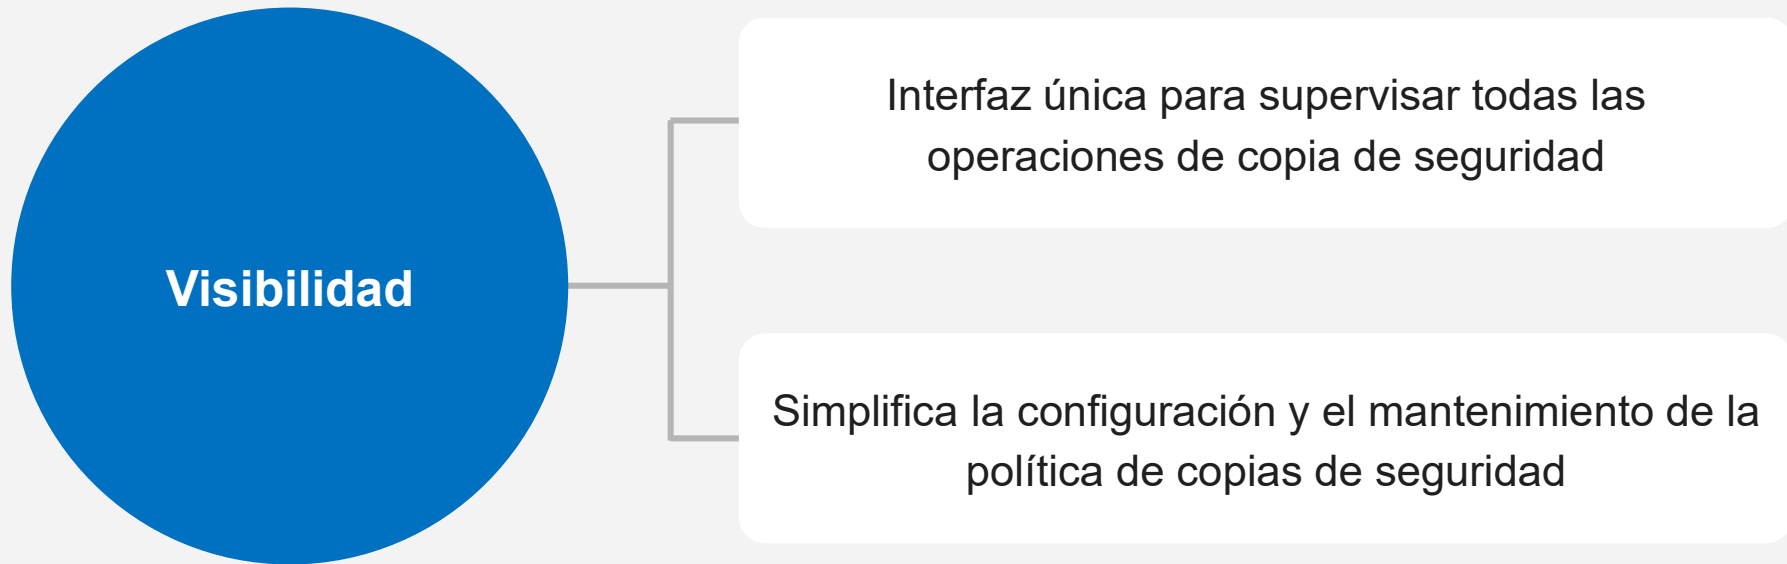 Visibilidad
Interfaz única para supervisar todas las
operaciones de copia de seguridad
Simplifica la configuración y el mantenimiento de la
política de copias de seguridad